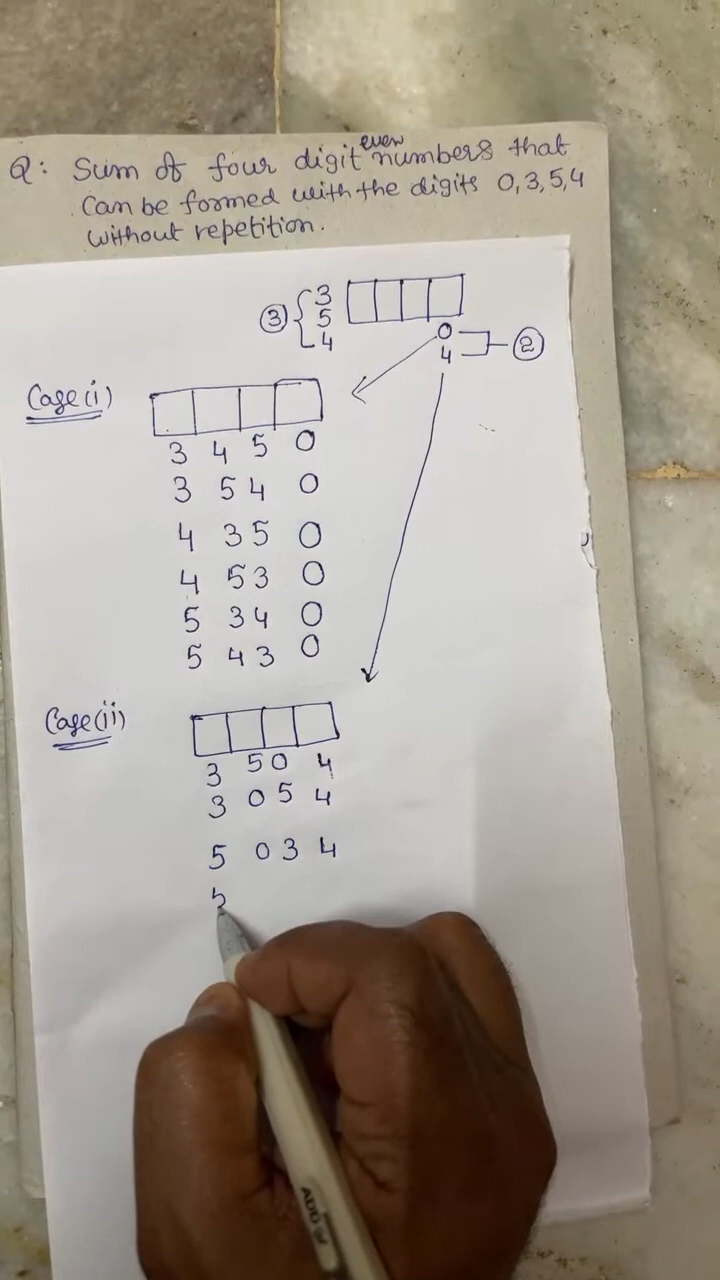 Q: Sum of four digit even numbers that
can be formed with the digits 0,3,5,4
without repetition.
3
③ 5
4
0
4 ②
Case(i)
3 4 5 0
3 5 4 0
4 3 5 0
4 5 3 0
5 3 4 0
5 4 3 0
Case(ii)
3 5 0 4
3 0 5 4
5 0 3 4
5